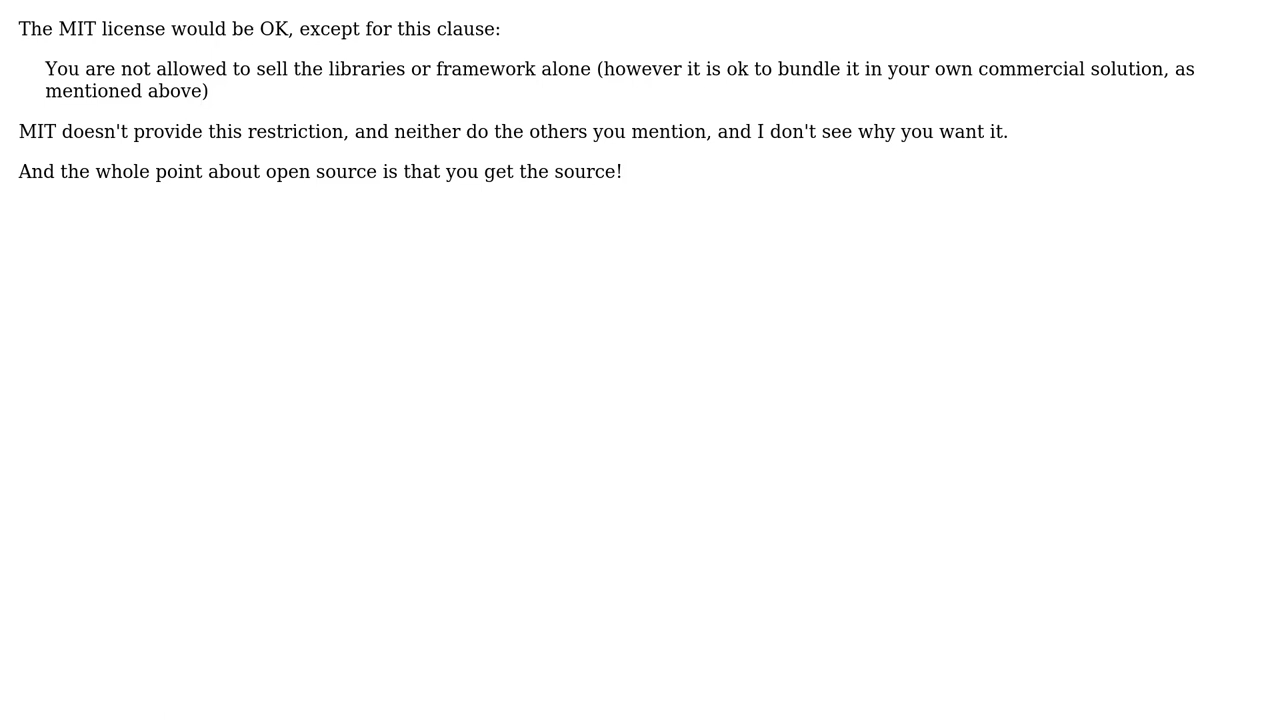 The MIT license would be OK, except for this clause:
You are not allowed to sell the libraries or framework alone (however it is ok to bundle it in your own commercial solution, as
mentioned above)
MIT doesn't provide this restriction, and neither do the others you mention, and I don't see why you want it.
And the whole point about open source is that you get the source!